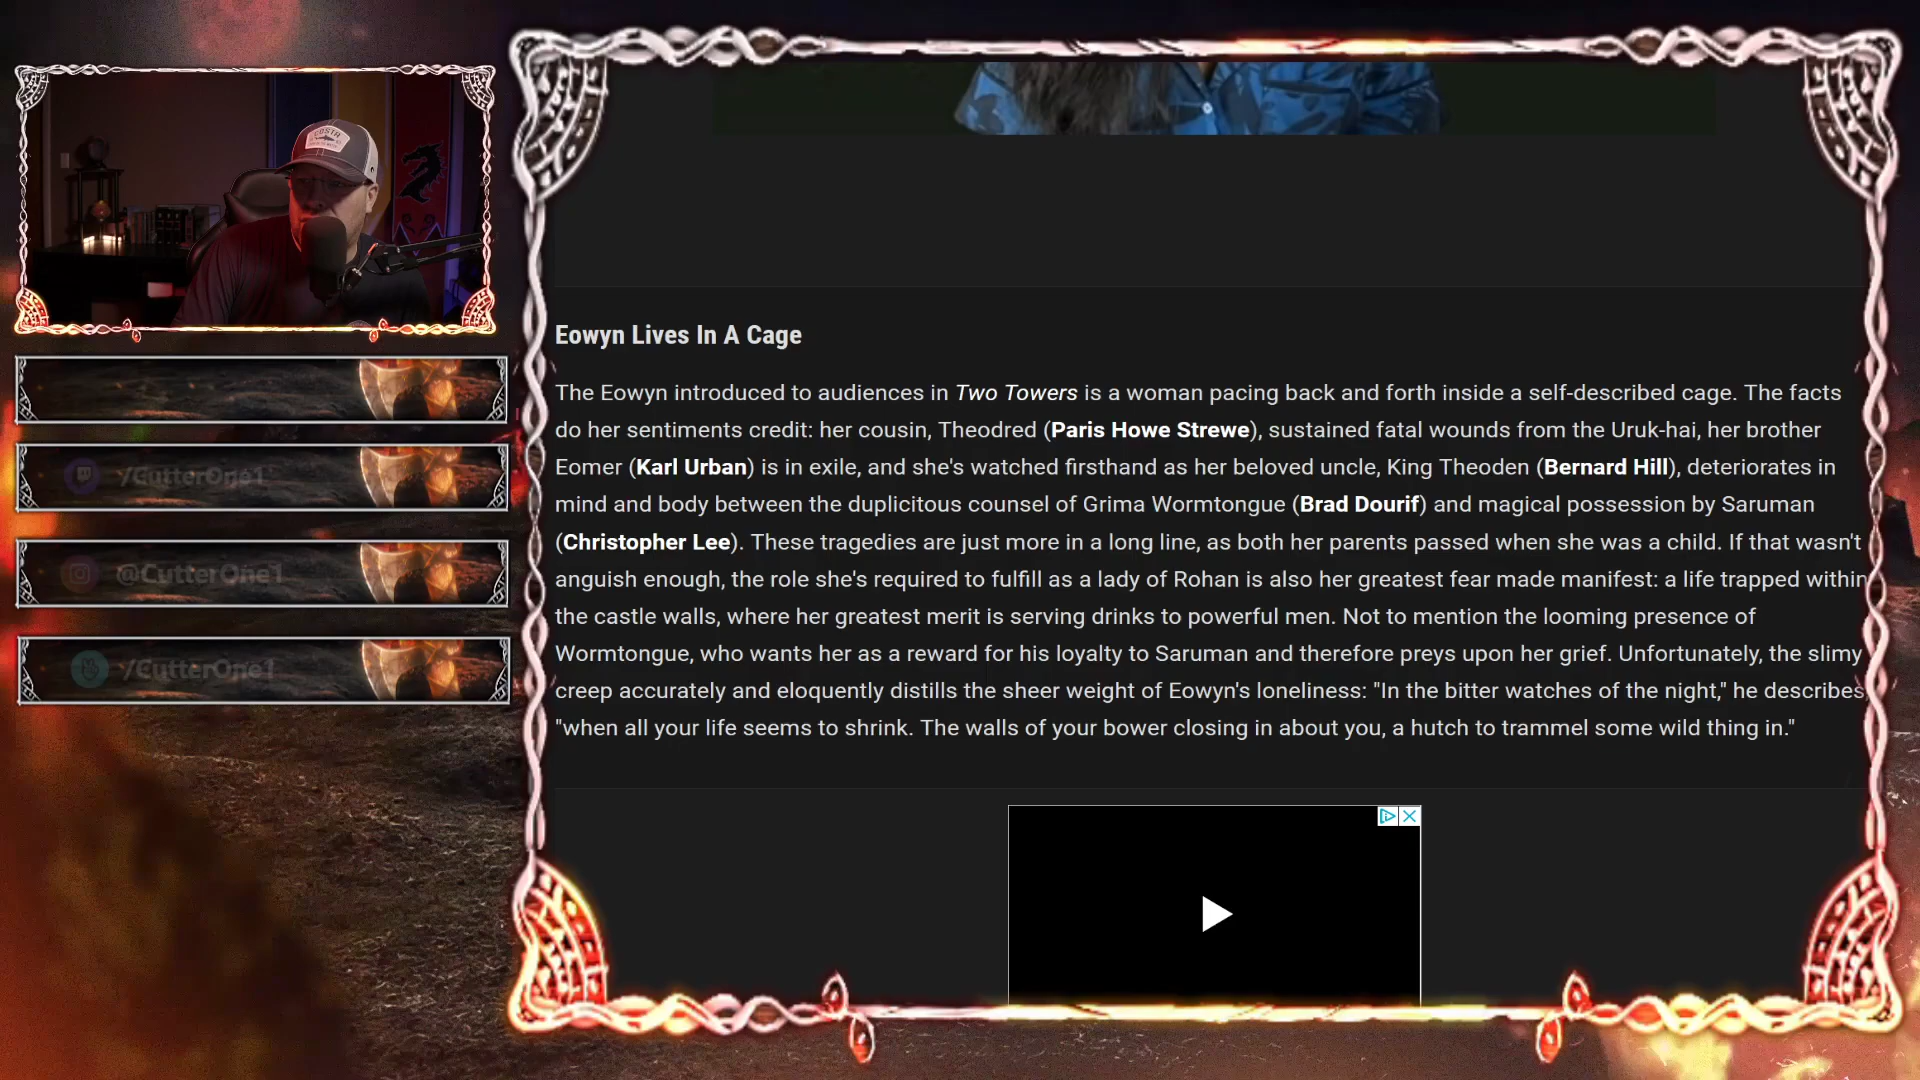 COSTA
/CutterOne1
@CutterOne1
/CutterOne1
Eowyn Lives In A Cage
The Eowyn introduced to audiences in Two Towers is a woman pacing back and forth inside a self-described cage. The facts
do her sentiments credit: her cousin, Theodred (Paris Howe Strewe), sustained fatal wounds from the Uruk-hai, her brother
Eomer (Karl Urban) is in exile, and she's watched firsthand as her beloved uncle, King Theoden (Bernard Hill), deteriorates in
mind and body between the duplicitous counsel of Grima Wormtongue (Brad Dourif) and magical possession by Saruman
(Christopher Lee). These tragedies are just more in a long line, as both her parents passed when she was a child. If that wasn't
anguish enough, the role she's required to fulfill as a lady of Rohan is also her greatest fear made manifest: a life trapped within
the castle walls, where her greatest merit is serving drinks to powerful men. Not to mention the looming presence of
Wormtongue, who wants her as a reward for his loyalty to Saruman and therefore preys upon her grief. Unfortunately, the slimy
creep accurately and eloquently distills the sheer weight of Eowyn's loneliness: "In the bitter watches of the night," he describes,
"when all your life seems to shrink. The walls of your bower closing in about you, a hutch to trammel some wild thing in."